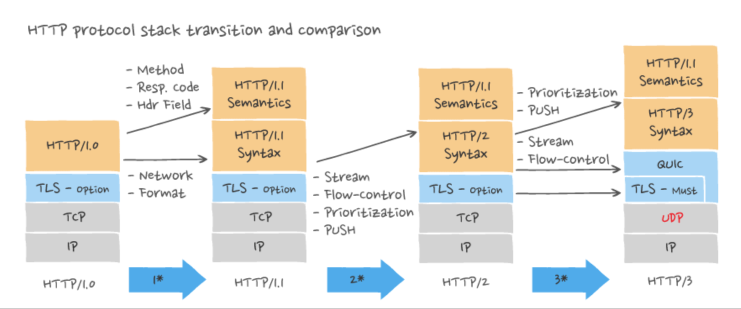 HTTP protocol stack transition and comparison
- Method
- Resp. code
- Hdr Field
HTTP/1.0
- Network
- Format
TLS - Option
TCP
IP
HTTP/1.0
1#
HTTP/1.1
Semantics
HTTP/1.1
Syntax
TLS - Option
TCP
IP
HTTP/1.1
- Stream
- Flow-control
- Prioritization
- PUSH
2#
HTTP/1.1
Semantics
HTTP/2
Syntax
TLS - Option
TCP
IP
HTTP/2
- Prioritization
- PUSH
- Stream
- Flow-control
3#
HTTP/1.1
Semantics
HTTP/3
Syntax
QUIC
TLS - Must
UDP
IP
HTTP/3